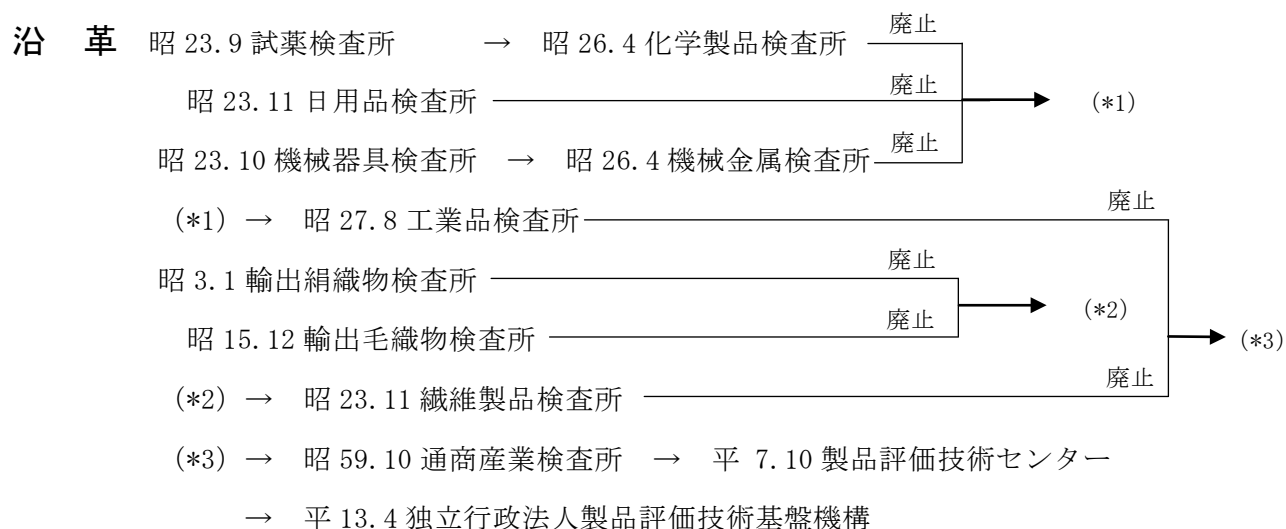 廃止
沿 革 昭 23.9 試薬検査所 → 昭 26.4 化学製品検査所
廃止
昭 23.11 日用品検査所 (*1)
廃止
昭 23.10 機械器具検査所 → 昭 26.4 機械金属検査所
廃止
(*1) → 昭 27.8 工業品検査所
廃止
昭 3.1 輸出絹織物検査所
(*2)
廃止
昭 15.12 輸出毛織物検査所 (*3)
廃止
(*2) → 昭 23.11 繊維製品検査所
(*3) → 昭 59.10 通商産業検査所 → 平 7.10 製品評価技術センター
→ 平 13.4 独立行政法人製品評価技術基盤機構